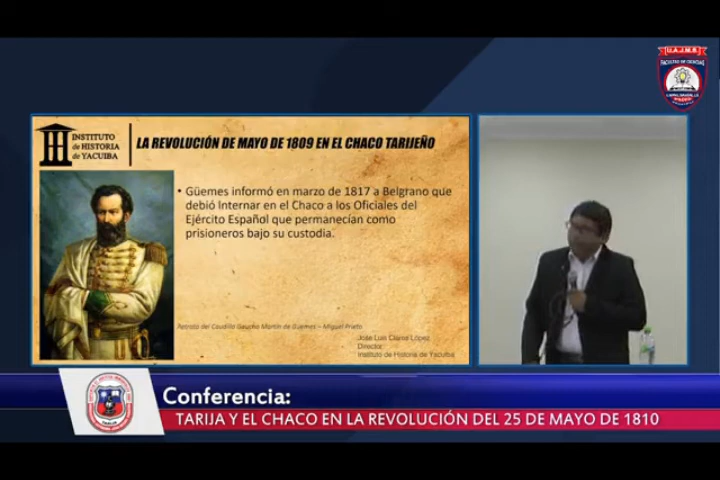 U.A.J.M.S.
FACULTAD DE CIENCIAS
INSTITUTO
de HISTORIA
de YACUIBA
LA REVOLUCIÓN DE MAYO DE 1809 EN EL CHACO TARIJEÑO
• Güemes informó en marzo de 1817 a Belgrano que
debió Internar en el Chaco a los Oficiales del
Ejército Español que permanecían como
prisioneros bajo su custodia.
Retrato del Caudillo Gaucho Martín de Güemes – Miguel Prieto
José Luis Claros López
Director
Instituto de Historia de Yacuiba
Conferencia:
TARIJA Y EL CHACO EN LA REVOLUCIÓN DEL 25 DE MAYO DE 1810